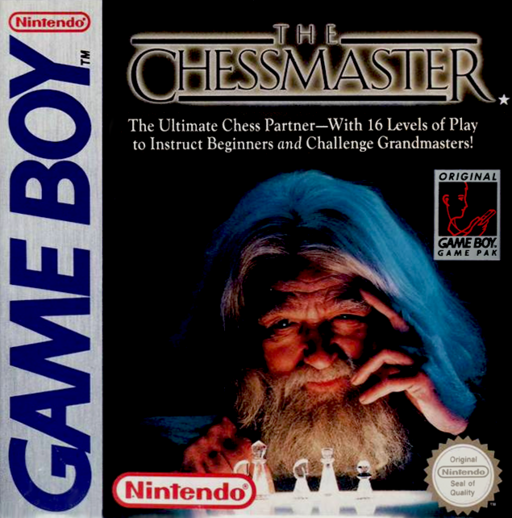 Nintendo®
GAME BOY™
THE
CHESSMASTER
The Ultimate Chess Partner—With 16 Levels of Play
to Instruct Beginners and Challenge Grandmasters!
ORIGINAL
GAME BOY.
GAME PAK
Nintendo®
Original
Nintendo
Seal of
Quality
™